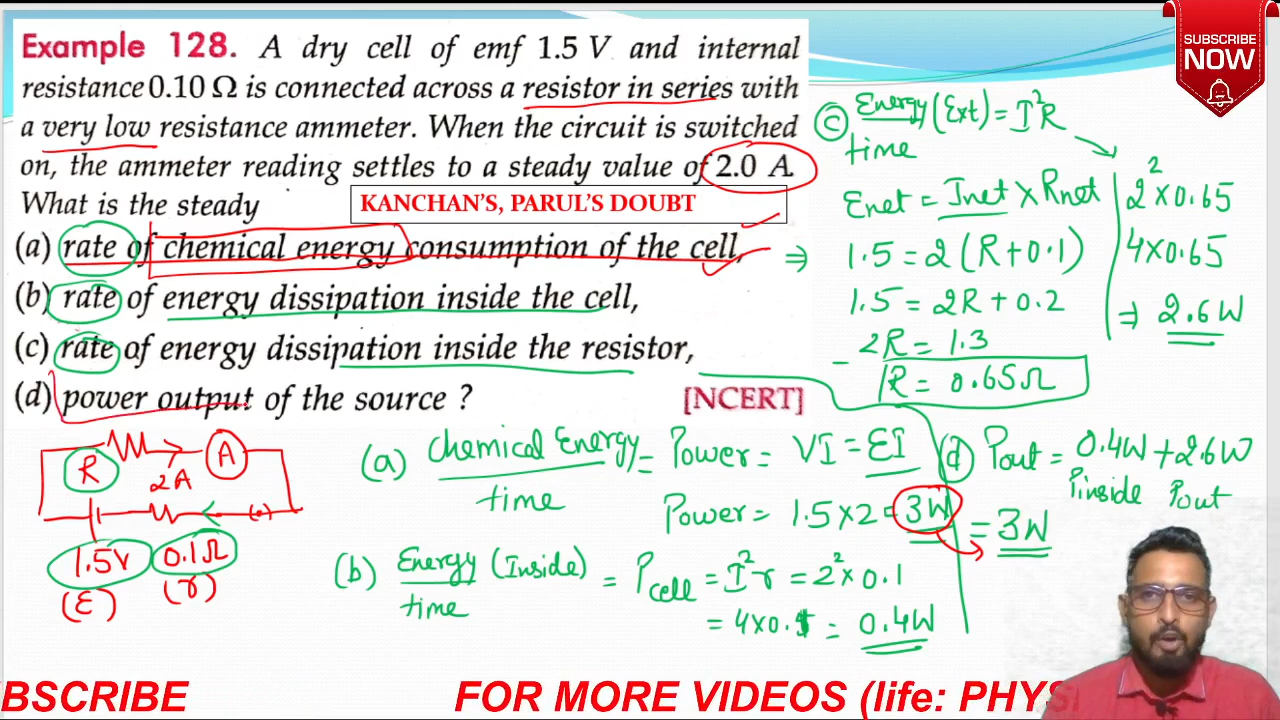 Example 128. A dry cell of emf 1.5 V and internal
resistance 0.10 Ω is connected across a resistor in series with
a very low resistance ammeter. When the circuit is switched
on, the ammeter reading settles to a steady value of 2.0 A.
What is the steady
KANCHAN'S, PARUL'S DOUBT
(a) rate of chemical energy consumption of the cell,
(b) rate of energy dissipation inside the cell,
(c) rate of energy dissipation inside the resistor,
(d) power output of the source ?
[NCERT]
SUBSCRIBE
NOW
R
A
2A
1.5V
0.1Ω
(E)
(r)
(a) Chemical Energy / time = Power = VI = EI
Power = 1.5 × 2 = 3W
(b) Energy (Inside) / time = Pcell = I²r = 2² × 0.1
= 4 × 0.1 = 0.4W
(c) Energy (Ext) / time = I²R
Enet = Inet × Rnet
⇒ 1.5 = 2 (R + 0.1)
1.5 = 2R + 0.2
2R = 1.3
R = 0.65Ω
2² × 0.65
4 × 0.65
⇒ 2.6W
(d) Pout = 0.4W + 2.6W
Pinside Pout
= 3W
BSCRIBE
FOR MORE VIDEOS (life: PHYSI